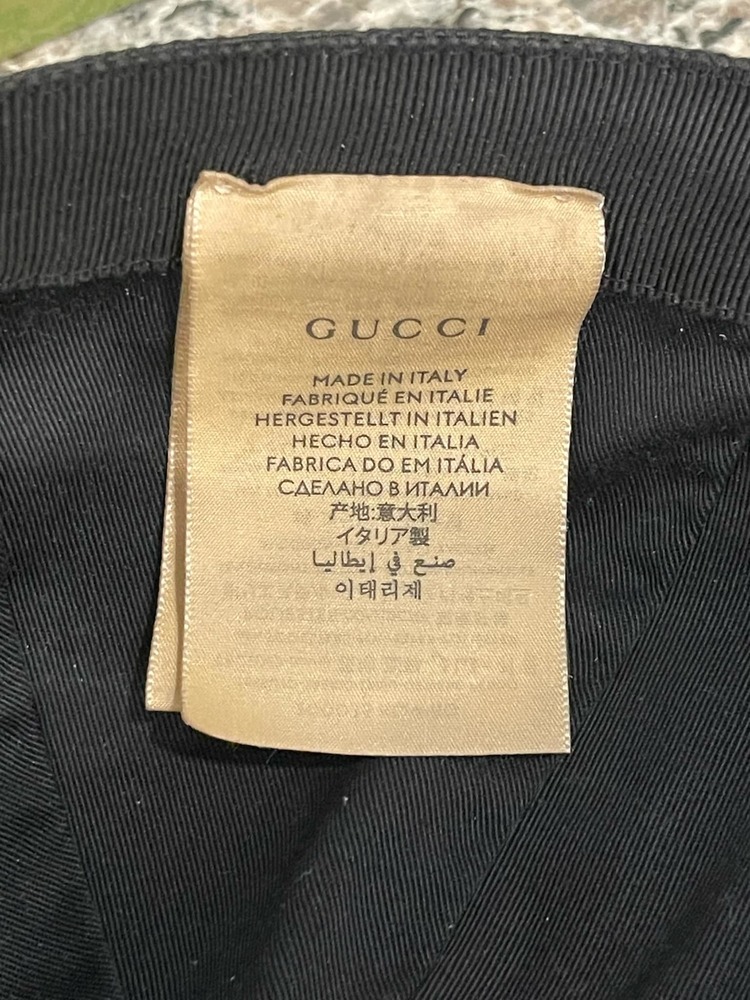 GUCCI
MADE IN ITALY
FABRIQUÉ EN ITALIE
HERGESTELLT IN ITALIEN
HECHO EN ITALIA
FABRICA DO EM ITÁLIA
СДЕЛАНО В ИТАЛИИ
产地:意大利
イタリア製
صنع في إيطاليا
이태리제